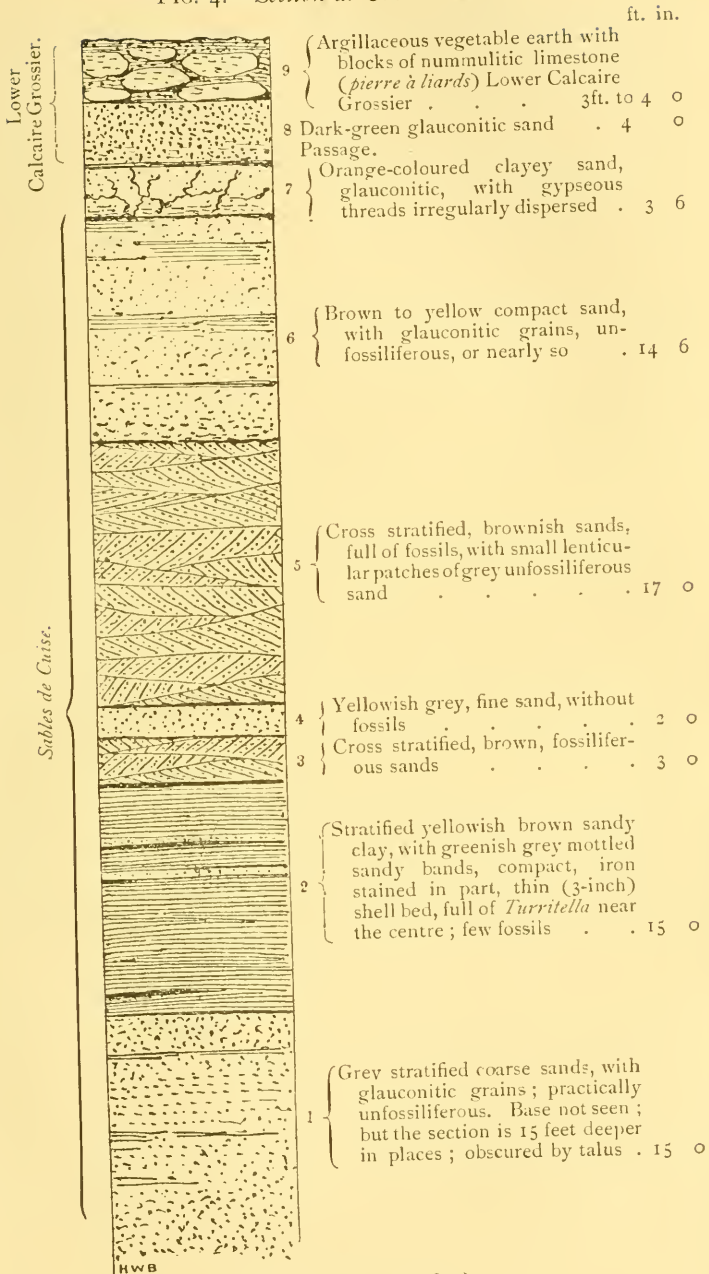 FIG. 4. Section at
ft. in.
Lower
Calcaire Grossier.
9 Argillaceous vegetable earth with
blocks of nummulitic limestone
(pierre à liards) Lower Calcaire
Grossier . . . 3ft. to 4 0
8 Dark-green glauconitic sand . 4 0
Passage.
7 Orange-coloured clayey sand,
glauconitic, with gypseous
threads irregularly dispersed . 3 6
Sables de Cuise.
6 Brown to yellow compact sand,
with glauconitic grains, un-
fossiliferous, or nearly so . 14 6
5 Cross stratified, brownish sands,
full of fossils, with small lenticu-
lar patches of grey unfossiliferous
sand . . . . . 17 0
4 Yellowish grey, fine sand, without
fossils . . . . . 2 0
3 Cross stratified, brown, fossilifer-
ous sands . . . . 3 0
2 Stratified yellowish brown sandy
clay, with greenish grey mottled
sandy bands, compact, iron
stained in part, thin (3-inch)
shell bed, full of Turritella near
the centre ; few fossils . . 15 0
1 Grey stratified coarse sands, with
glauconitic grains ; practically
unfossiliferous. Base not seen ;
but the section is 15 feet deeper
in places ; obscured by talus . 15 0
HWB